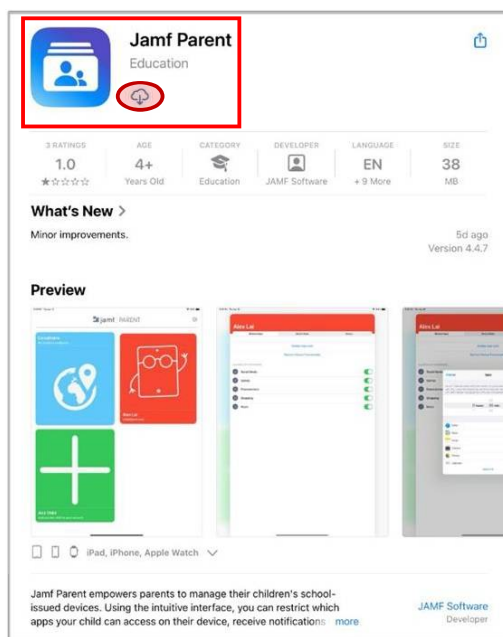 Jamf Parent
Education
3 RATINGS
AGE
CATEGORY
DEVELOPER
LANGUAGE
SIZE
1.0
4+
EN
38
★☆☆☆☆
Years Old
Education
JAMF Software
+ 9 More
MB
What's New >
Minor improvements.
5d ago
Version 4.4.7
Preview
jamf PARENT
Alex Lat
Alex Lat
iPad, iPhone, Apple Watch
Jamf Parent empowers parents to manage their children's school-
issued devices. Using the intuitive interface, you can restrict which
apps your child can access on their device, receive notifications more
JAMF Software
Developer